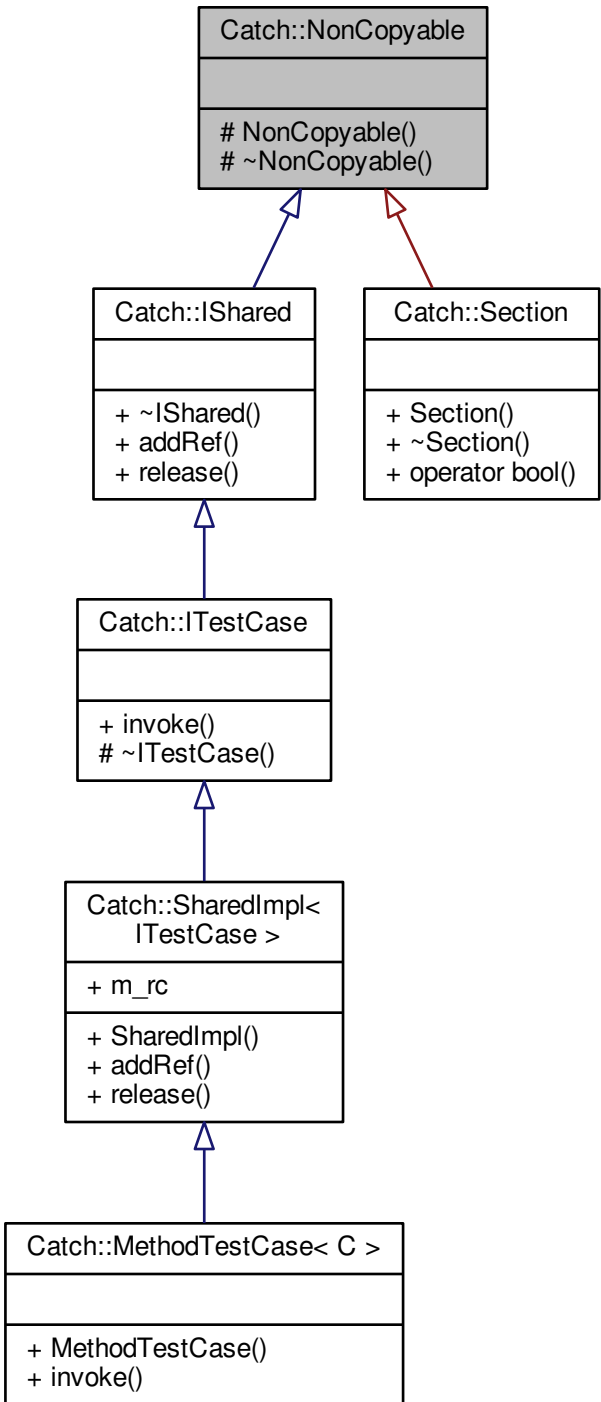 Catch::NonCopyable
# NonCopyable()
# ~NonCopyable()
Catch::IShared
+ ~IShared()
+ addRef()
+ release()
Catch::Section
+ Section()
+ ~Section()
+ operator bool()
Catch::ITestCase
+ invoke()
# ~ITestCase()
Catch::SharedImpl<
ITestCase >
+ m_rc
+ SharedImpl()
+ addRef()
+ release()
Catch::MethodTestCase< C >
+ MethodTestCase()
+ invoke()